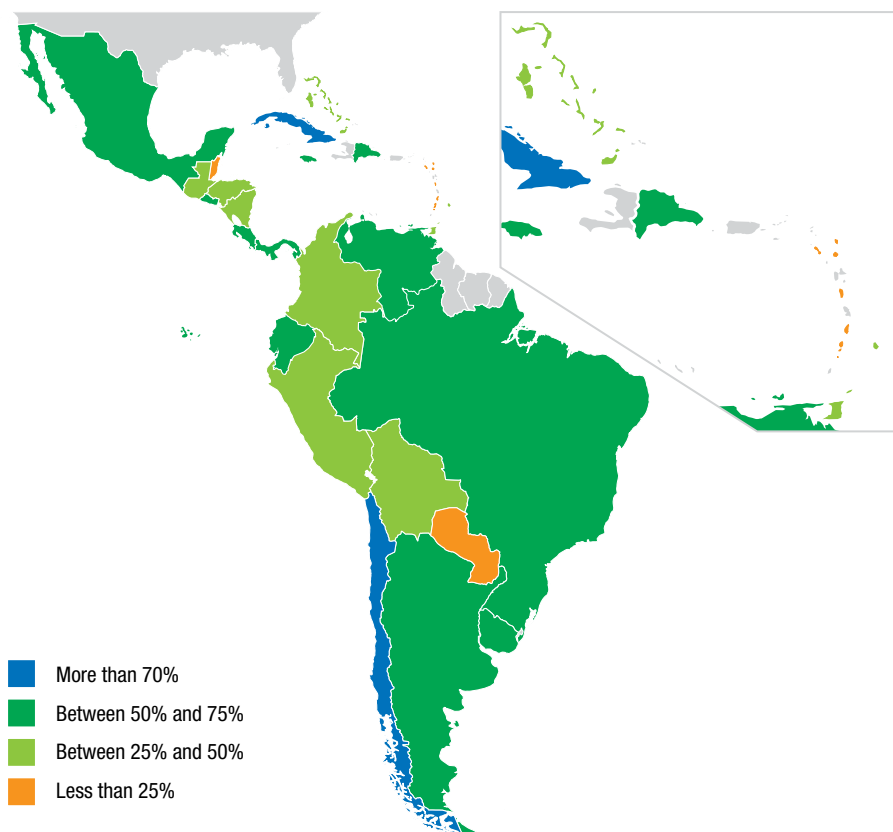 More than 70%
Between 50% and 75%
Between 25% and 50%
Less than 25%